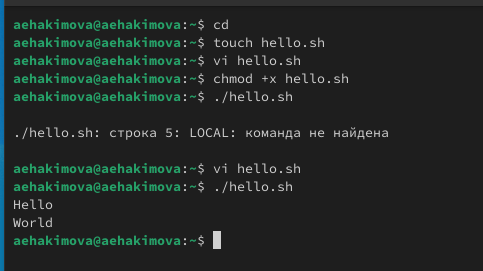 aehakimova@aehakimova:~$ cd
aehakimova@aehakimova:~$ touch hello.sh
aehakimova@aehakimova:~$ vi hello.sh
aehakimova@aehakimova:~$ chmod +x hello.sh
aehakimova@aehakimova:~$ ./hello.sh
./hello.sh: строка 5: LOCAL: команда не найдена
aehakimova@aehakimova:~$ vi hello.sh
aehakimova@aehakimova:~$ ./hello.sh
Hello
World
aehakimova@aehakimova:~$